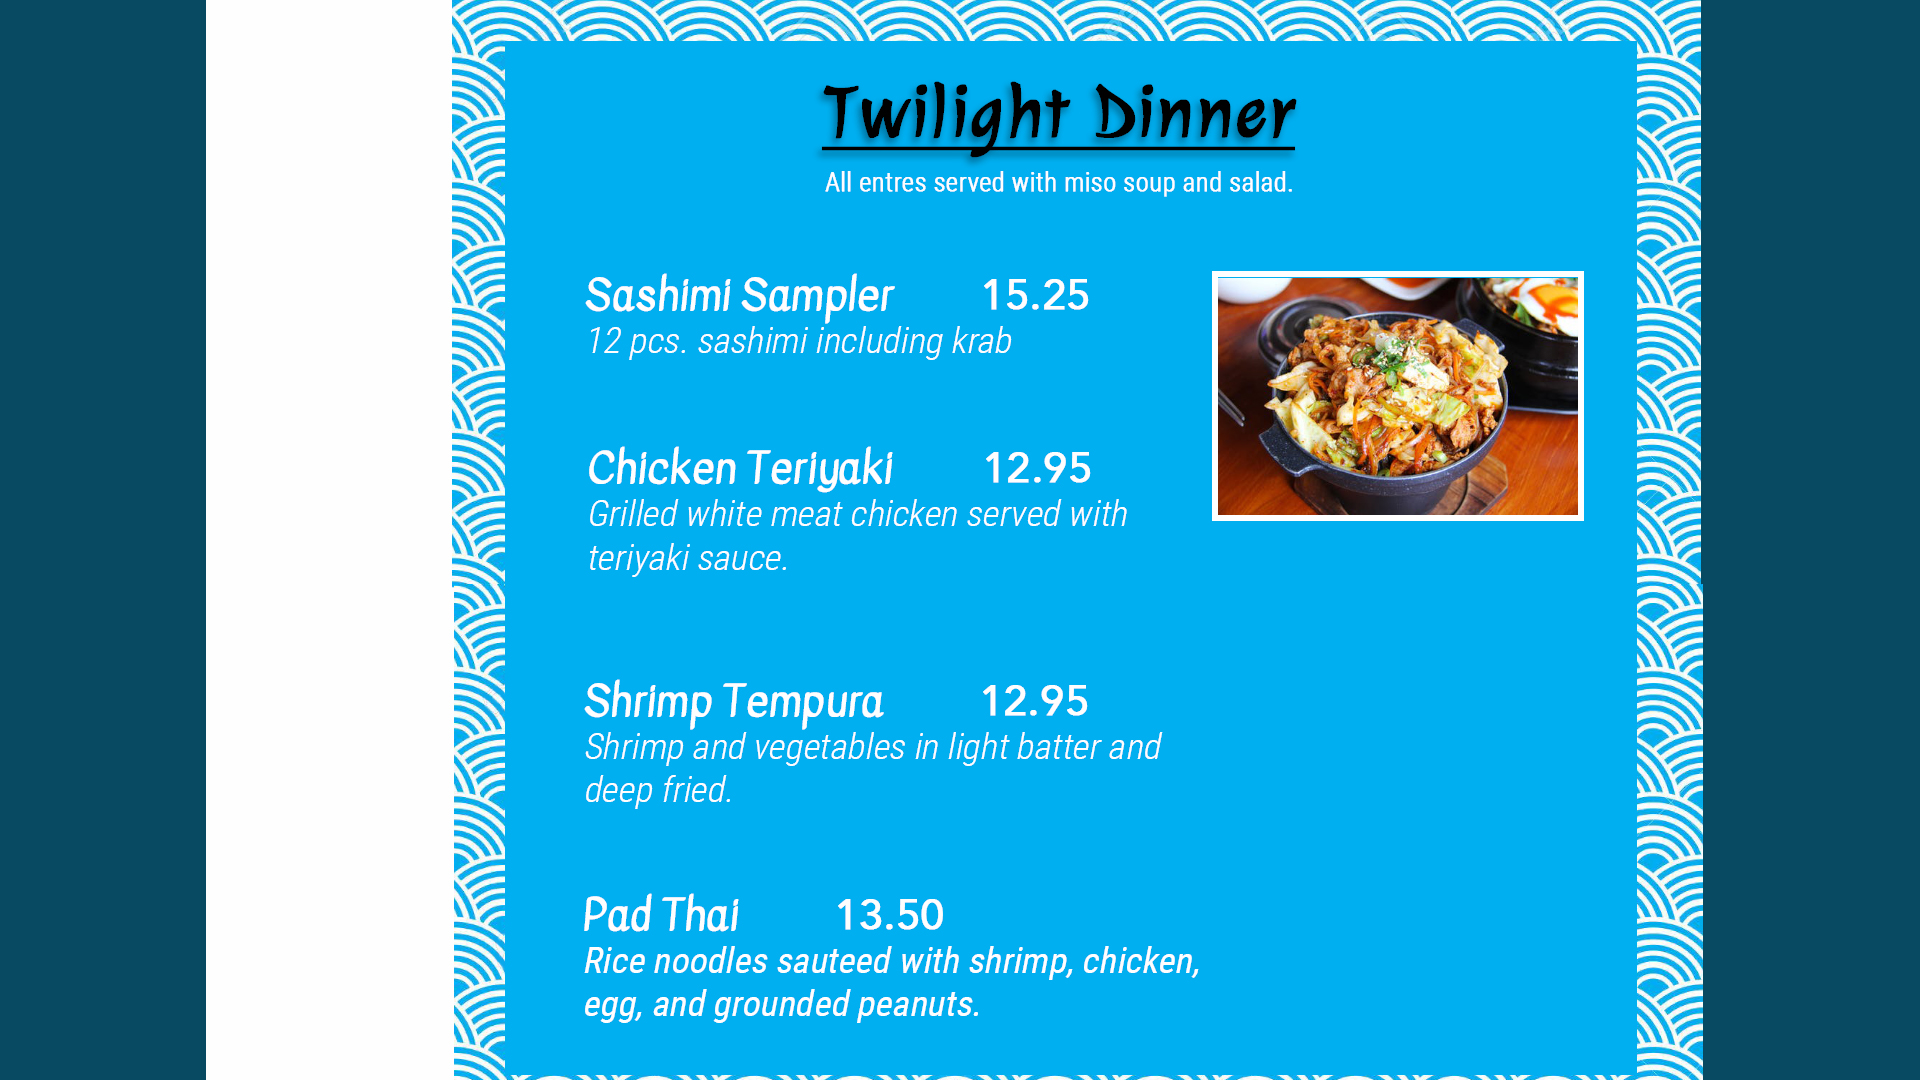 Twilight Dinner
All entres served with miso soup and salad.
Sashimi Sampler 15.25
12 pcs. sashimi including krab
Chicken Teriyaki 12.95
Grilled white meat chicken served with
teriyaki sauce.
Shrimp Tempura 12.95
Shrimp and vegetables in light batter and
deep fried.
Pad Thai 13.50
Rice noodles sauteed with shrimp, chicken,
egg, and grounded peanuts.